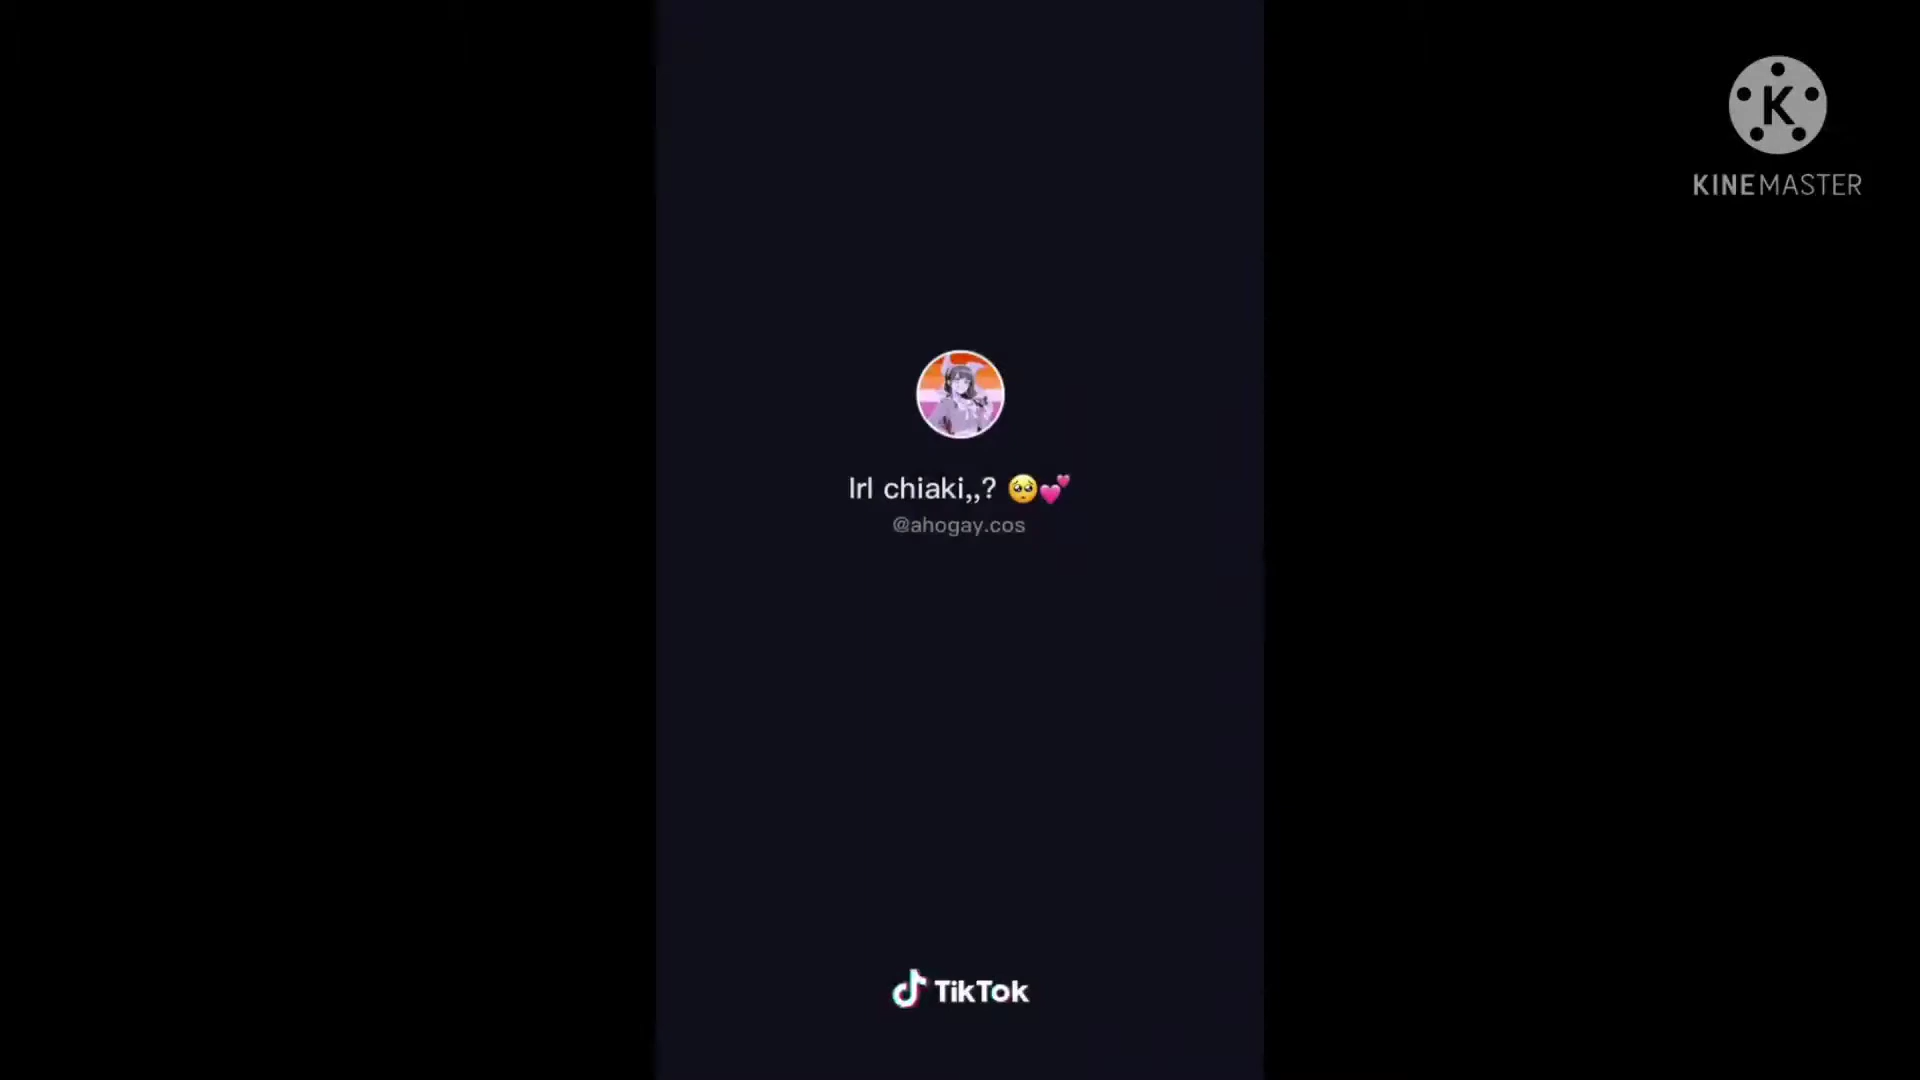 K
KINEMASTER
Irl chiaki,,? 🥺💕
@ahogay.cos
TikTok